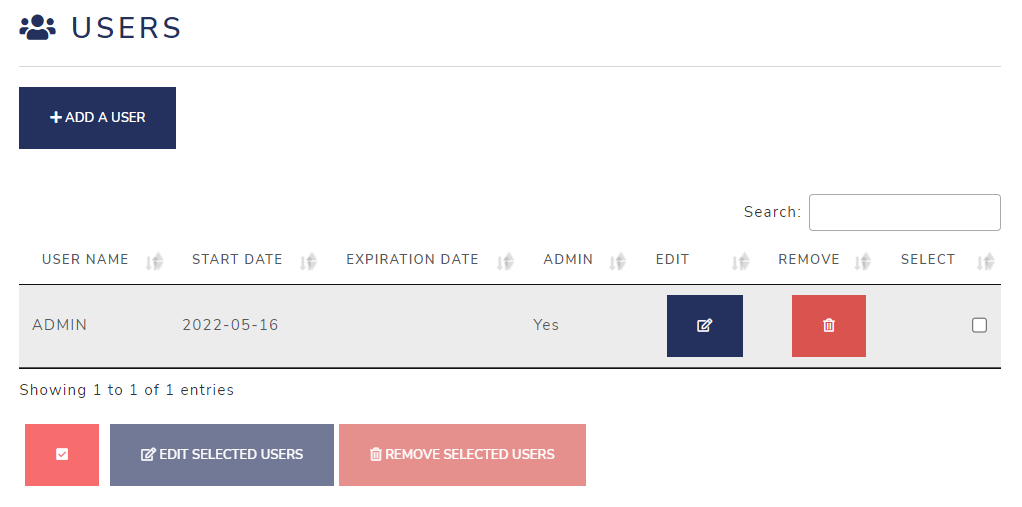 USERS
ADD A USER
Search:
USER NAME START DATE EXPIRATION DATE ADMIN EDIT REMOVE SELECT
ADMIN 2022-05-16 Yes
Showing 1 to 1 of 1 entries
EDIT SELECTED USERS REMOVE SELECTED USERS